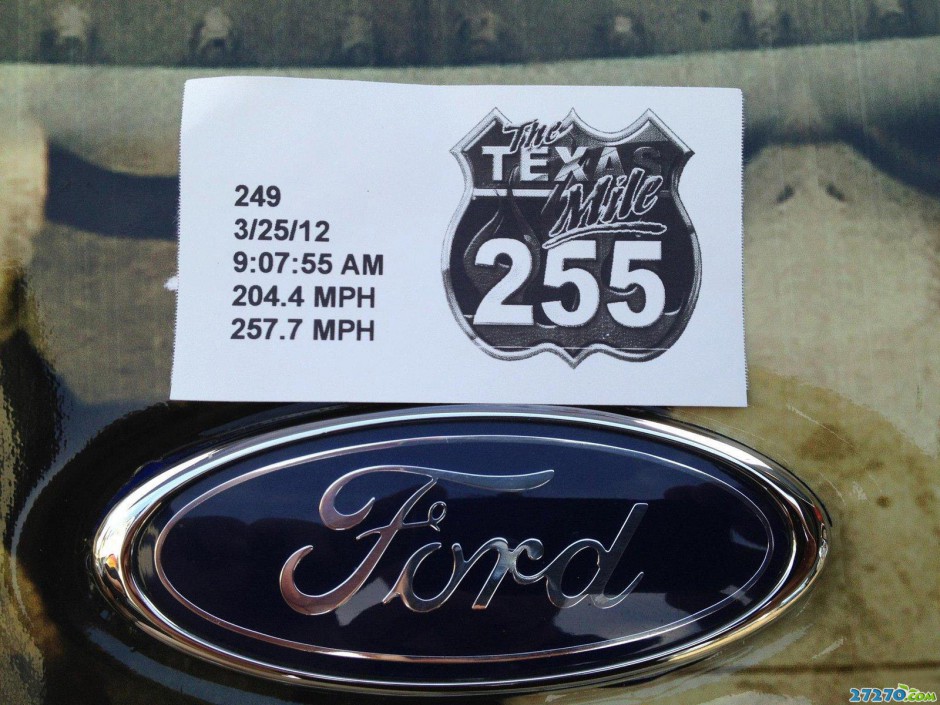 249
3/25/12
9:07:55 AM
204.4 MPH
257.7 MPH
The
TEXAS
Mile
255
Ford
27270.com